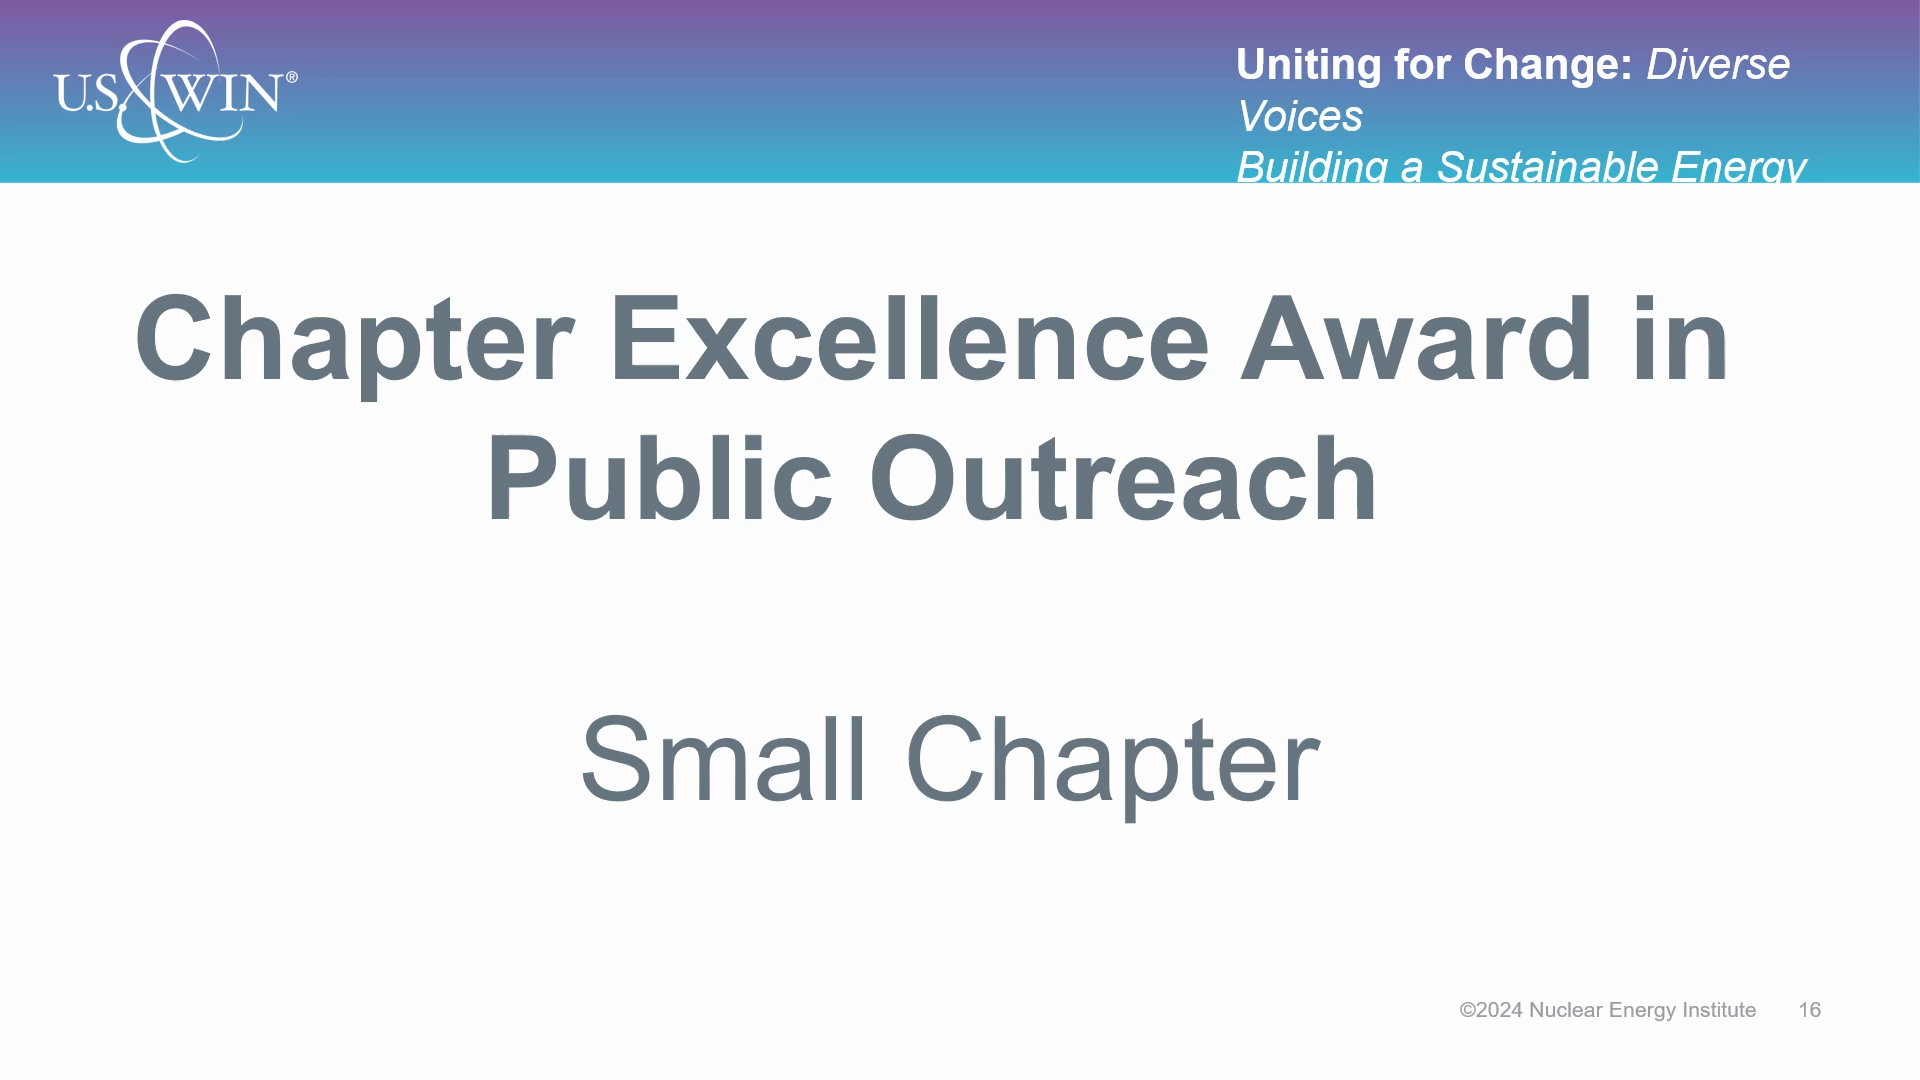 U.S. WIN®
Uniting for Change: Diverse
Voices
Building a Sustainable Energy
Chapter Excellence Award in
Public Outreach
Small Chapter
©2024 Nuclear Energy Institute 16